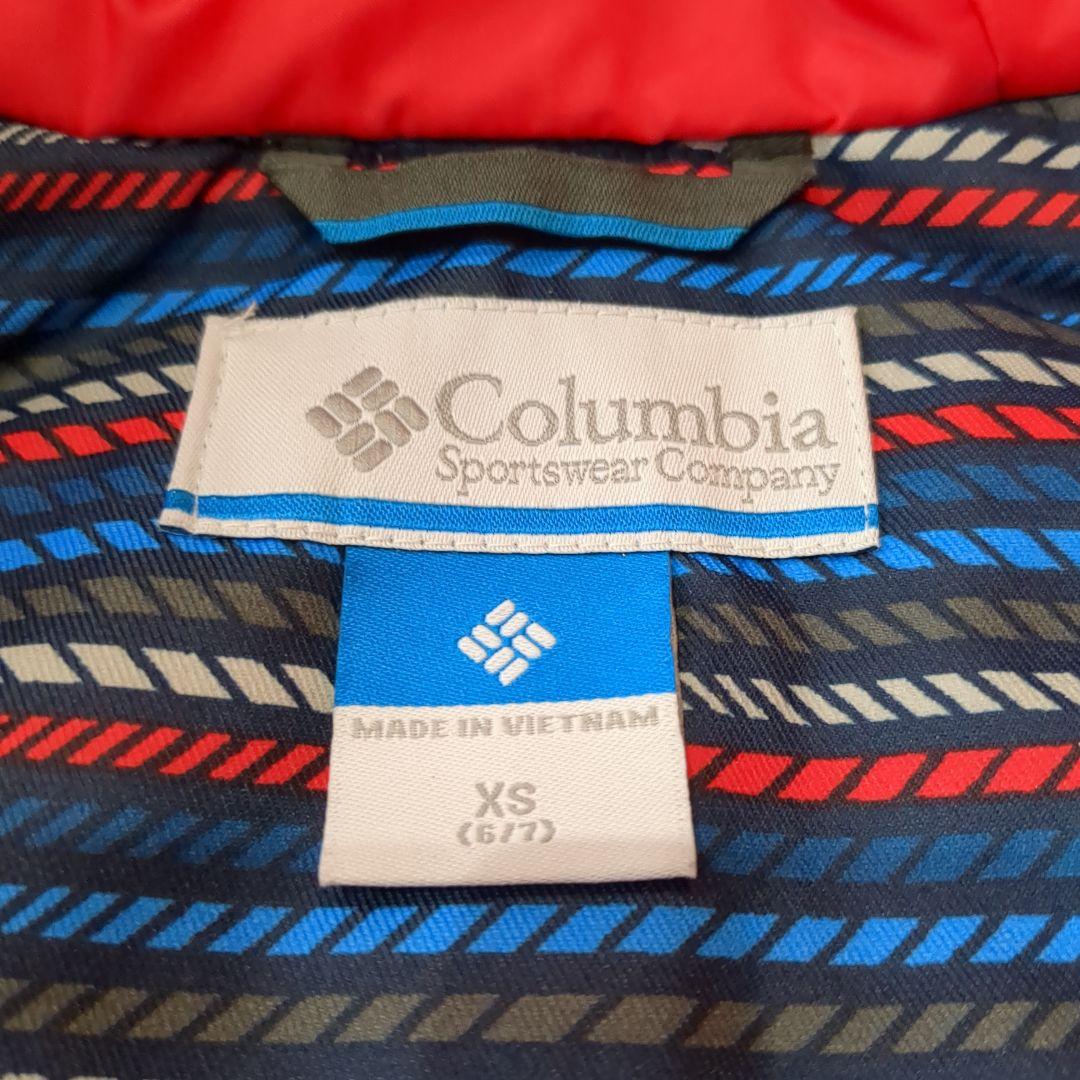 Columbia
Sportswear Company
MADE IN VIETNAM
XS
(6/7)